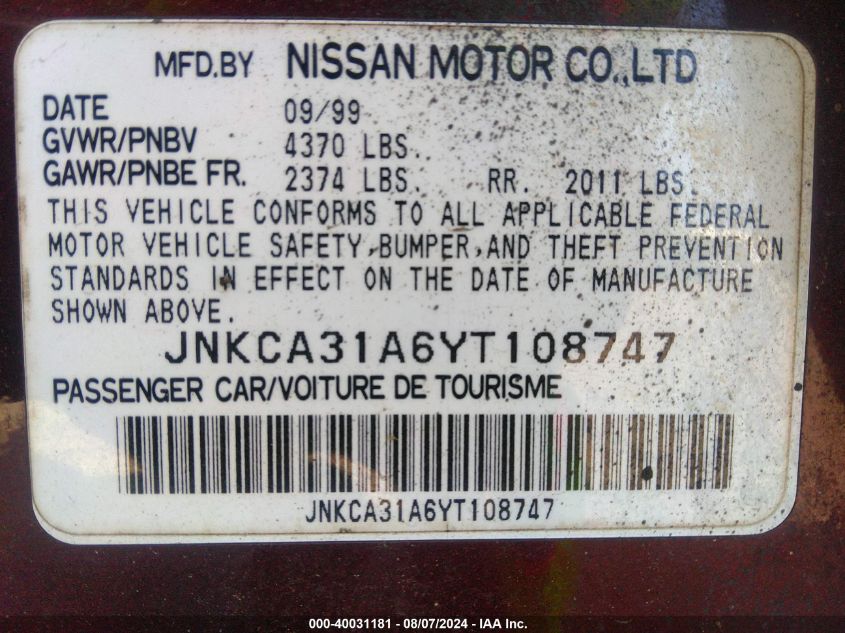 MFD.BY NISSAN MOTOR CO.,LTD
DATE 09/99
GVWR/PNBV 4370 LBS.
GAWR/PNBE FR. 2374 LBS. RR. 2011 LBS.
THIS VEHICLE CONFORMS TO ALL APPLICABLE FEDERAL
MOTOR VEHICLE SAFETY,BUMPER,AND THEFT PREVENTION
STANDARDS IN EFFECT ON THE DATE OF MANUFACTURE
SHOWN ABOVE.
JNKCA31A6YT108747
PASSENGER CAR/VOITURE DE TOURISME
JNKCA31A6YT108747
000-40031181 - 08/07/2024 - IAA Inc.